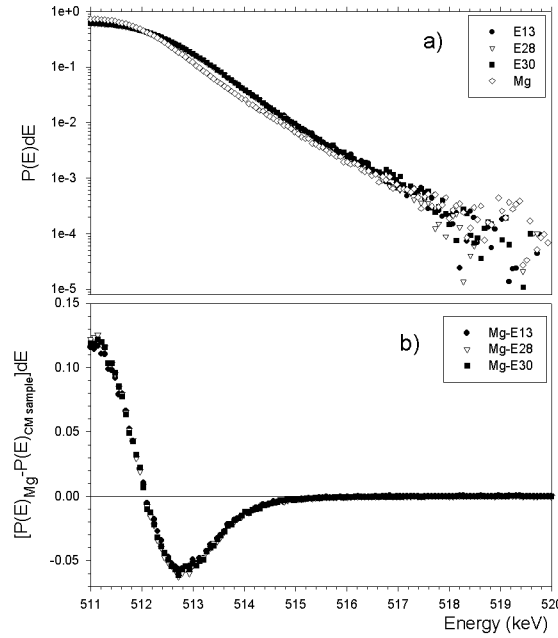 a)
E13
E28
E30
Mg
1e+0
1e-1
1e-2
1e-3
1e-4
1e-5
P(E)dE
b)
Mg-E13
Mg-E28
Mg-E30
0.15
0.10
0.05
0.00
-0.05
[P(E)Mg-P(E)CM sample]dE
511 512 513 514 515 516 517 518 519 520
Energy (keV)